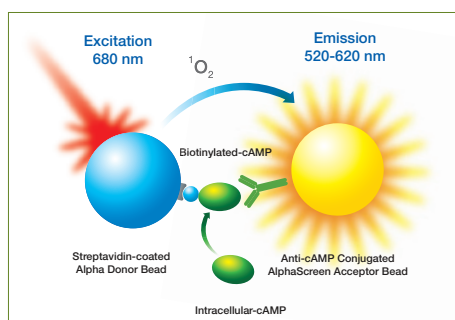 Excitation
680 nm
Emission
520-620 nm
¹O₂
Biotinylated-cAMP
Streptavidin-coated
Alpha Donor Bead
Anti-cAMP Conjugated
AlphaScreen Acceptor Bead
Intracellular-cAMP